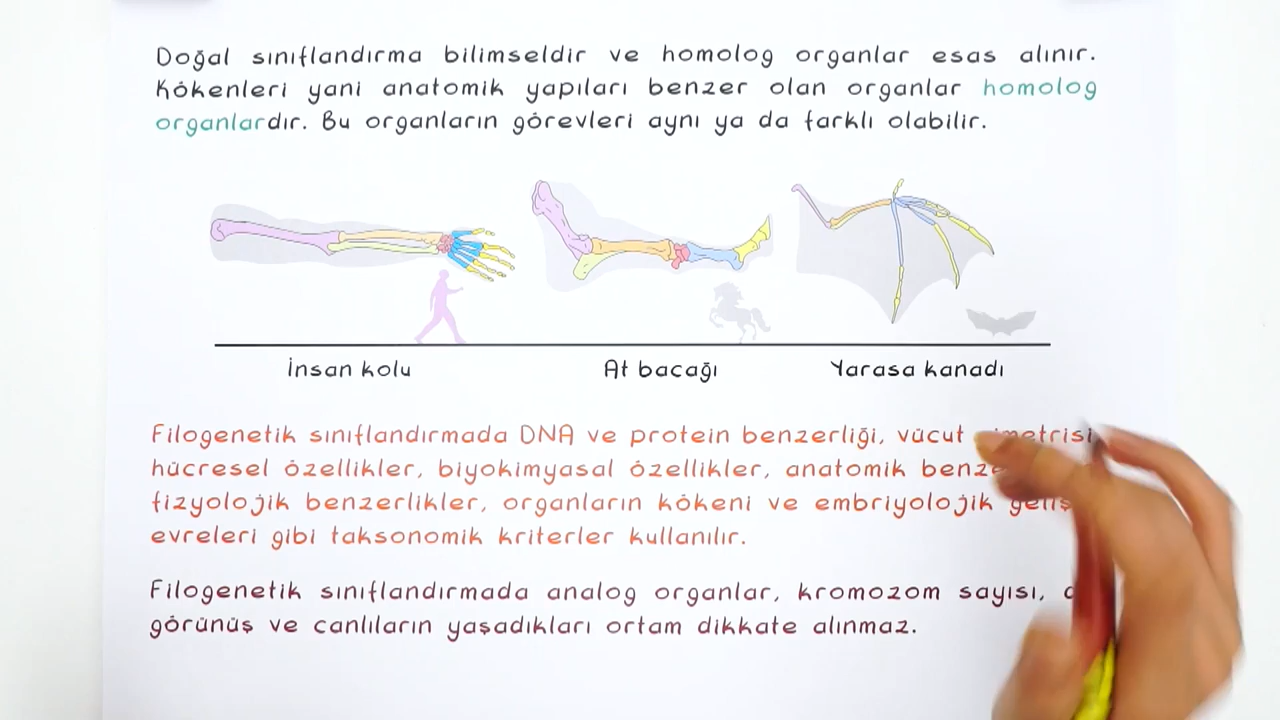 Doğal sınıflandırma bilimseldir ve homolog organlar esas alınır.
Kökenleri yani anatomik yapıları benzer olan organlar homolog
organlardır. Bu organların görevleri aynı ya da farklı olabilir.
İnsan kolu At bacağı Yarasa kanadı
Filogenetik sınıflandırmada DNA ve protein benzerliği, vücut
hücresel özellikler, biyokimyasal özellikler, anatomik
fizyolojik benzerlikler, organların kökeni ve embriyolojik
evreleri gibi taksonomik kriterler kullanılır.
Filogenetik sınıflandırmada analog organlar, kromozom sayısı,
görünüş ve canlıların yaşadıkları ortam dikkate alınmaz.